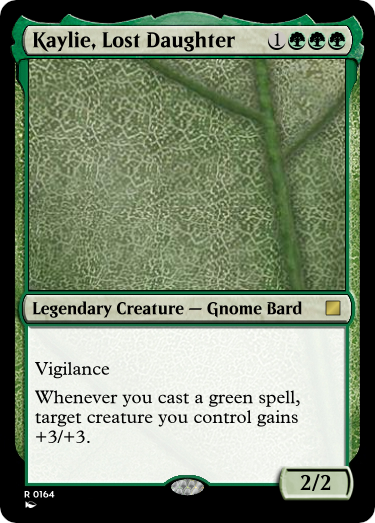 Kaylie, Lost Daughter 1
Legendary Creature — Gnome Bard
Vigilance
Whenever you cast a green spell,
target creature you control gains
+3/+3.
2/2
R 0164